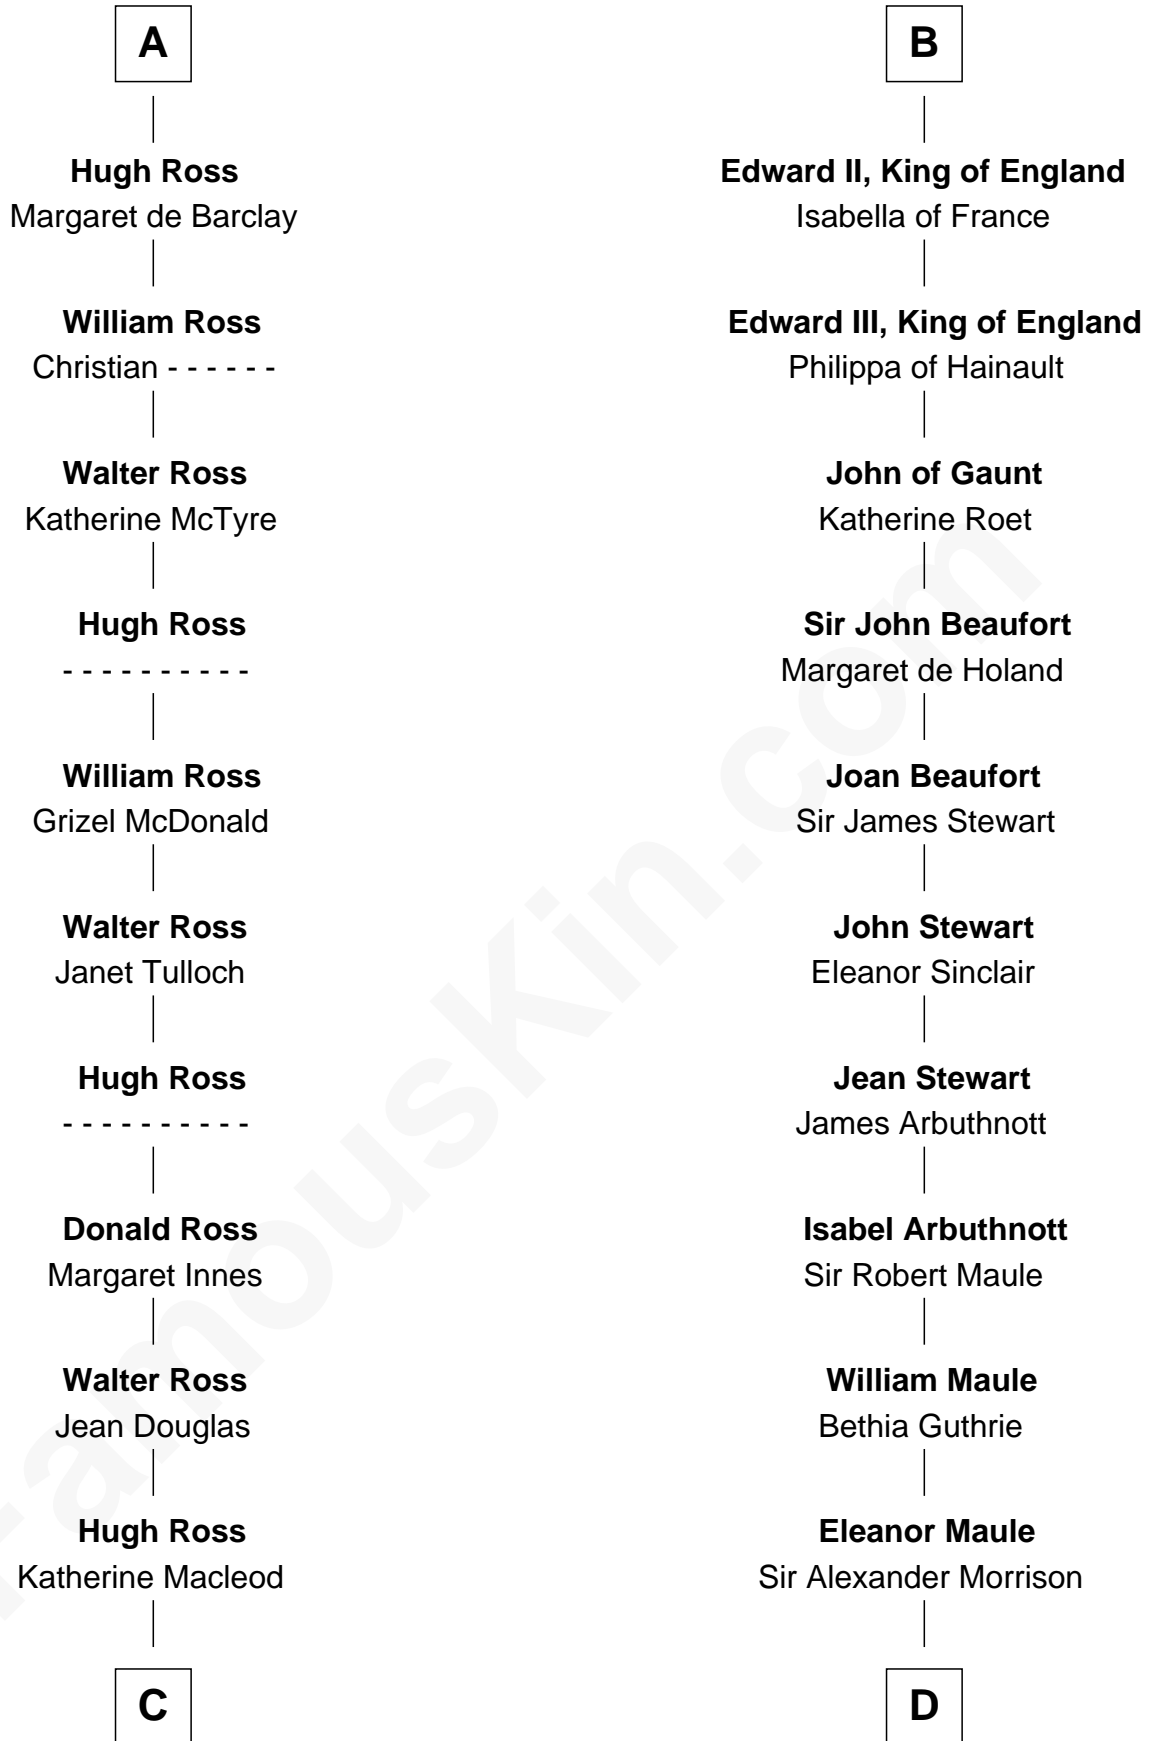 A
Hugh Ross
Margaret de Barclay
William Ross
Christian - - - - - -
Walter Ross
Katherine McTyre
Hugh Ross
- - - - - - - - - -
William Ross
Grizel McDonald
Walter Ross
Janet Tulloch
Hugh Ross
- - - - - - - - - -
Donald Ross
Margaret Innes
Walter Ross
Jean Douglas
Hugh Ross
Katherine Macleod
C
B
Edward II, King of England
Isabella of France
Edward III, King of England
Philippa of Hainault
John of Gaunt
Katherine Roet
Sir John Beaufort
Margaret de Holand
Joan Beaufort
Sir James Stewart
John Stewart
Eleanor Sinclair
Jean Stewart
James Arbuthnott
Isabel Arbuthnott
Sir Robert Maule
William Maule
Bethia Guthrie
Eleanor Maule
Sir Alexander Morrison
D
FamousKin.com